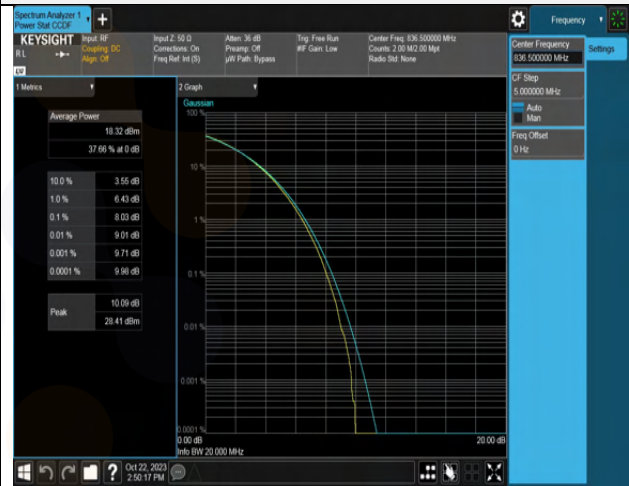 Spectrum Analyzer 1
Power Stat CCDF
Frequency
KEYSIGHT
RL
LW
Input: RF
Coupling: DC
Align: Off
Input Z: 50 Ω
Corrections: On
Freq Ref: Int (S)
Atten: 36 dB
Preamp: Off
µW Path: Bypass
Trig: Free Run
#IF Gain: Low
Center Freq: 836.500000 MHz
Counts: 2.00 M/2.00 Mpt
Radio Std: None
Center Frequency
836.500000 MHz
Settings
CF Step
5.000000 MHz
Auto
Man
Freq Offset
0 Hz
1 Metrics
Average Power
18.32 dBm
37.66 % at 0 dB
10.0 % 3.55 dB
1.0 % 6.43 dB
0.1 % 8.03 dB
0.01 % 9.01 dB
0.001 % 9.71 dB
0.0001 % 9.98 dB
Peak 10.09 dB
28.41 dBm
2 Graph
Gaussian
100 %
10 %
1 %
0.1 %
0.01 %
0.001 %
0.0001 %
0.00 dB
20.00 dB
Info BW 20.000 MHz
Oct 22, 2023
2:50:17 PM